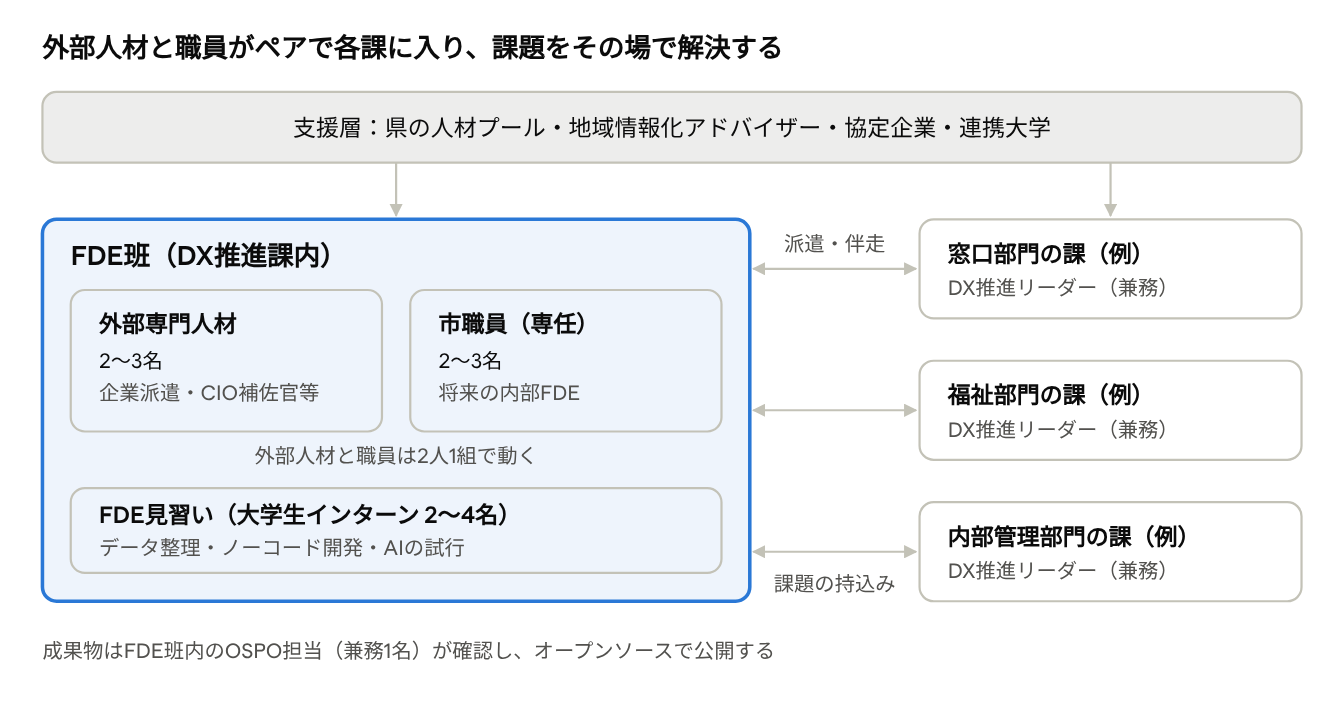 外部人材と職員がペアで各課に入り、課題をその場で解決する
支援層：県の人材プール・地域情報化アドバイザー・協定企業・連携大学
FDE班（DX推進課内）
外部専門人材
2〜3名
企業派遣・CIO補佐官等
市職員（専任）
2〜3名
将来の内部FDE
外部人材と職員は2人1組で動く
FDE見習い（大学生インターン 2〜4名）
データ整理・ノーコード開発・AIの試行
派遣・伴走
課題の持込み
窓口部門の課（例）
DX推進リーダー（兼務）
福祉部門の課（例）
DX推進リーダー（兼務）
内部管理部門の課（例）
DX推進リーダー（兼務）
成果物はFDE班内のOSPO担当（兼務1名）が確認し、オープンソースで公開する